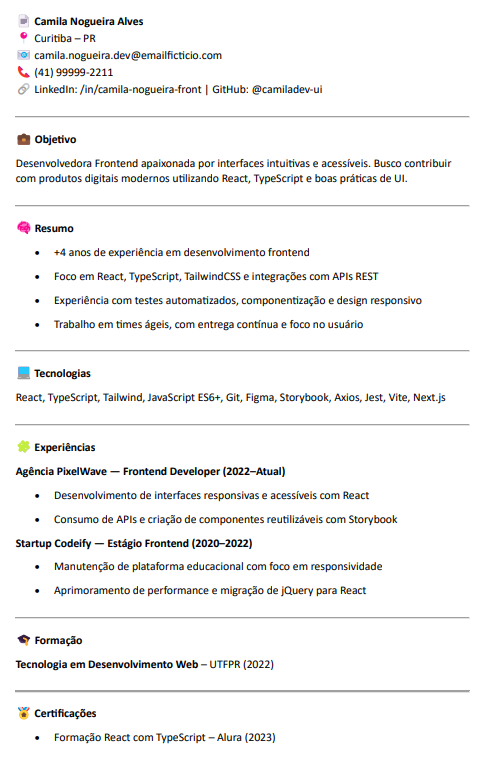 Camila Nogueira Alves
Curitiba – PR
camila.nogueira.dev@emailficticio.com
(41) 99999-2211
LinkedIn: /in/camila-nogueira-front | GitHub: @camiladev-ui
Objetivo
Desenvolvedora Frontend apaixonada por interfaces intuitivas e acessíveis. Busco contribuir
com produtos digitais modernos utilizando React, TypeScript e boas práticas de UI.
Resumo
• +4 anos de experiência em desenvolvimento frontend
• Foco em React, TypeScript, TailwindCSS e integrações com APIs REST
• Experiência com testes automatizados, componentização e design responsivo
• Trabalho em times ágeis, com entrega contínua e foco no usuário
Tecnologias
React, TypeScript, Tailwind, JavaScript ES6+, Git, Figma, Storybook, Axios, Jest, Vite, Next.js
Experiências
Agência PixelWave — Frontend Developer (2022–Atual)
• Desenvolvimento de interfaces responsivas e acessíveis com React
• Consumo de APIs e criação de componentes reutilizáveis com Storybook
Startup Codeify — Estágio Frontend (2020–2022)
• Manutenção de plataforma educacional com foco em responsividade
• Aprimoramento de performance e migração de jQuery para React
Formação
Tecnologia em Desenvolvimento Web – UTFPR (2022)
Certificações
• Formação React com TypeScript – Alura (2023)